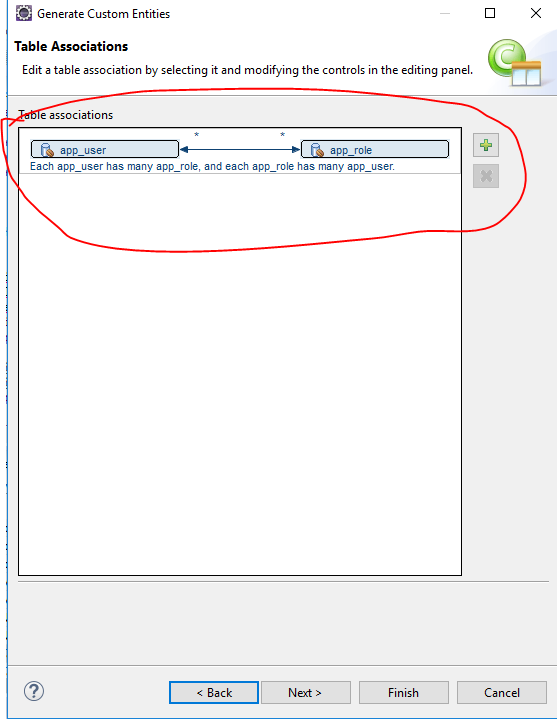 Generate Custom Entities
Table Associations
Edit a table association by selecting it and modifying the controls in the editing panel.
Table associations
* *
app_user app_role
Each app_user has many app_role, and each app_role has many app_user.
? < Back Next > Finish Cancel